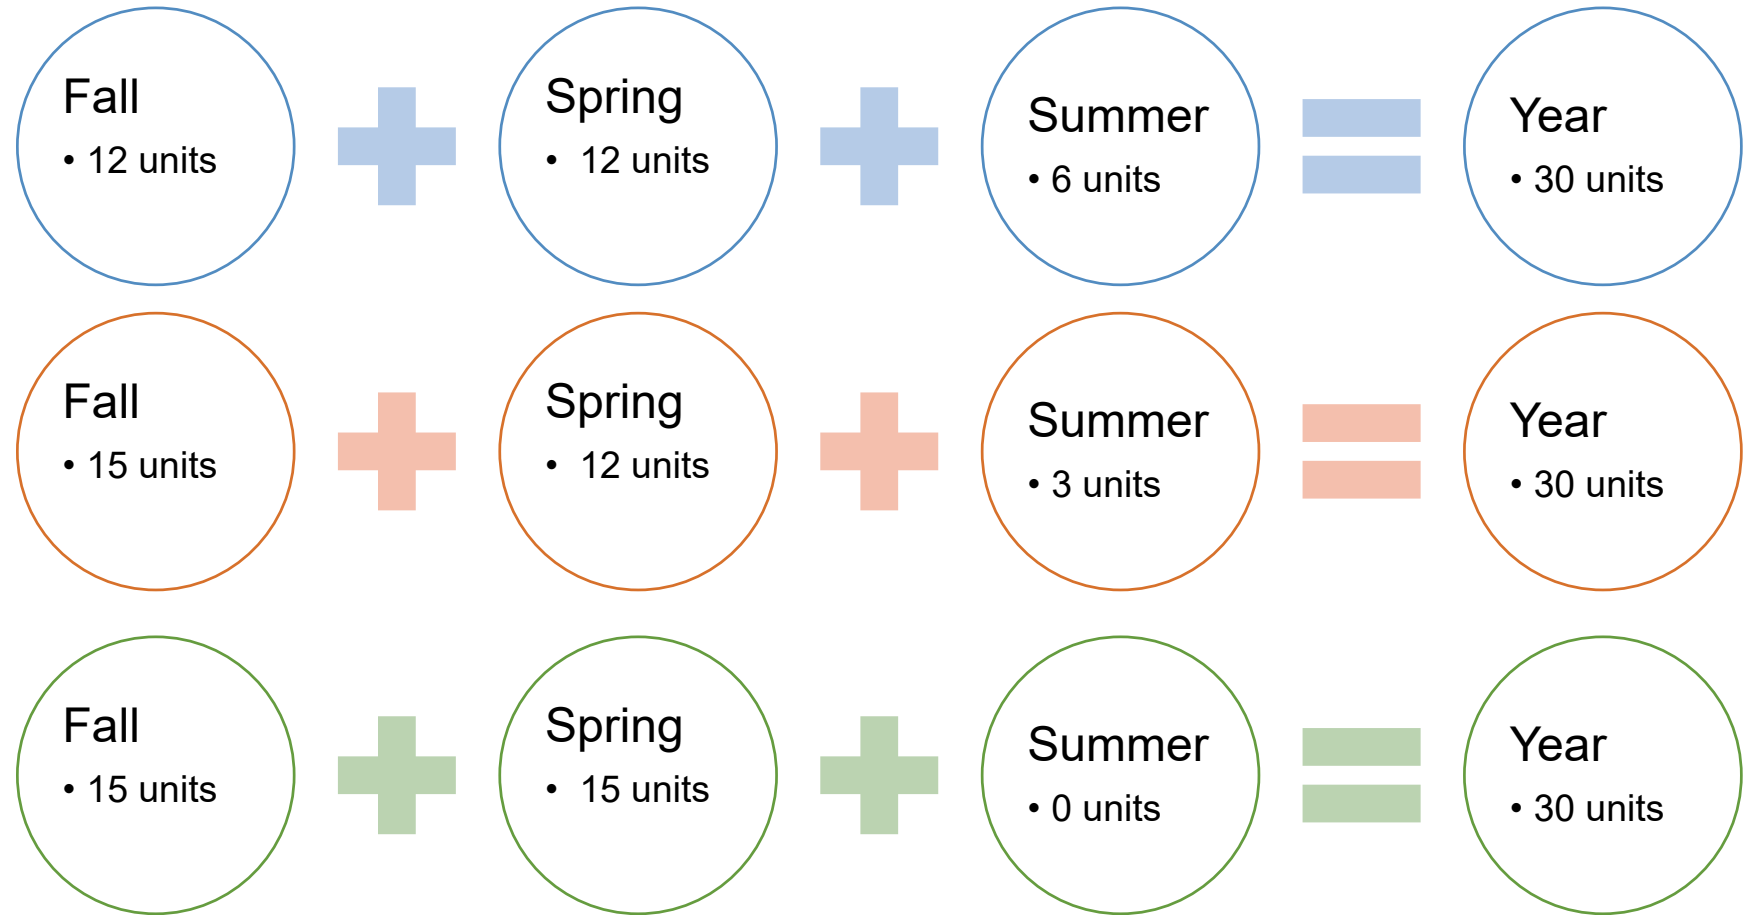 Fall
• 12 units
Spring
• 12 units
Summer
• 6 units
Year
• 30 units
Fall
• 15 units
Spring
• 12 units
Summer
• 3 units
Year
• 30 units
Fall
• 15 units
Spring
• 15 units
Summer
• 0 units
Year
• 30 units